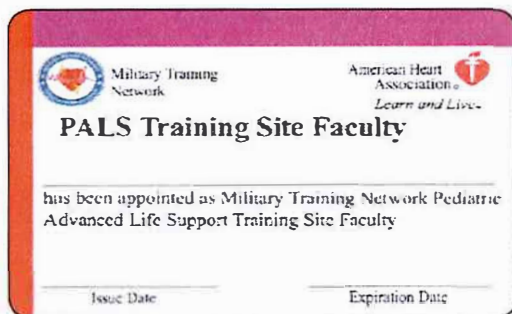 Military Training
Network
American Heart
Association®
Learn and Live®
PALS Training Site Faculty
has been appointed as Military Training Network Pediatric
Advanced Life Support Training Site Faculty
Issue Date
Expiration Date